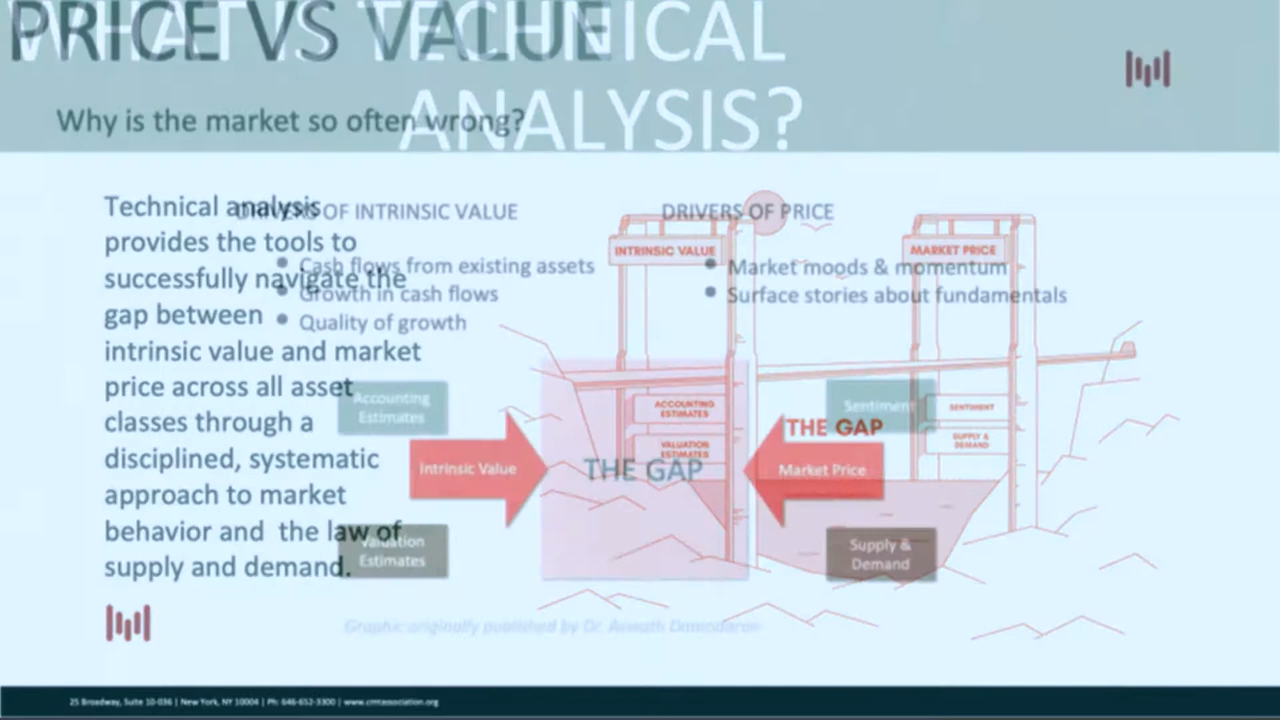 PRICE VS VALUE
Why is the market so often wrong?
WHAT IS TECHNICAL
ANALYSIS?
Technical analysis
provides the tools to
successfully navigate the
gap between
intrinsic value and market
price across all asset
classes through a
disciplined, systematic
approach to market
behavior and the law of
supply and demand.
DRIVERS OF INTRINSIC VALUE
• Cash flows from existing assets
• Growth in cash flows
• Quality of growth
DRIVERS OF PRICE
• Market moods & momentum
• Surface stories about fundamentals
Accounting
Estimates
Intrinsic Value
Valuation
Estimates
THE GAP
Sentiment
Market Price
Supply &
Demand
INTRINSIC VALUE
ACCOUNTING
ESTIMATES
VALUATION
ESTIMATES
THE GAP
MARKET PRICE
SENTIMENT
SUPPLY &
DEMAND
Graphic originally published by Dr. Aswath Damodaran
25 Broadway, Suite 10-036 | New York, NY 10004 | Ph: 646-652-3300 | www.cmtassociation.org